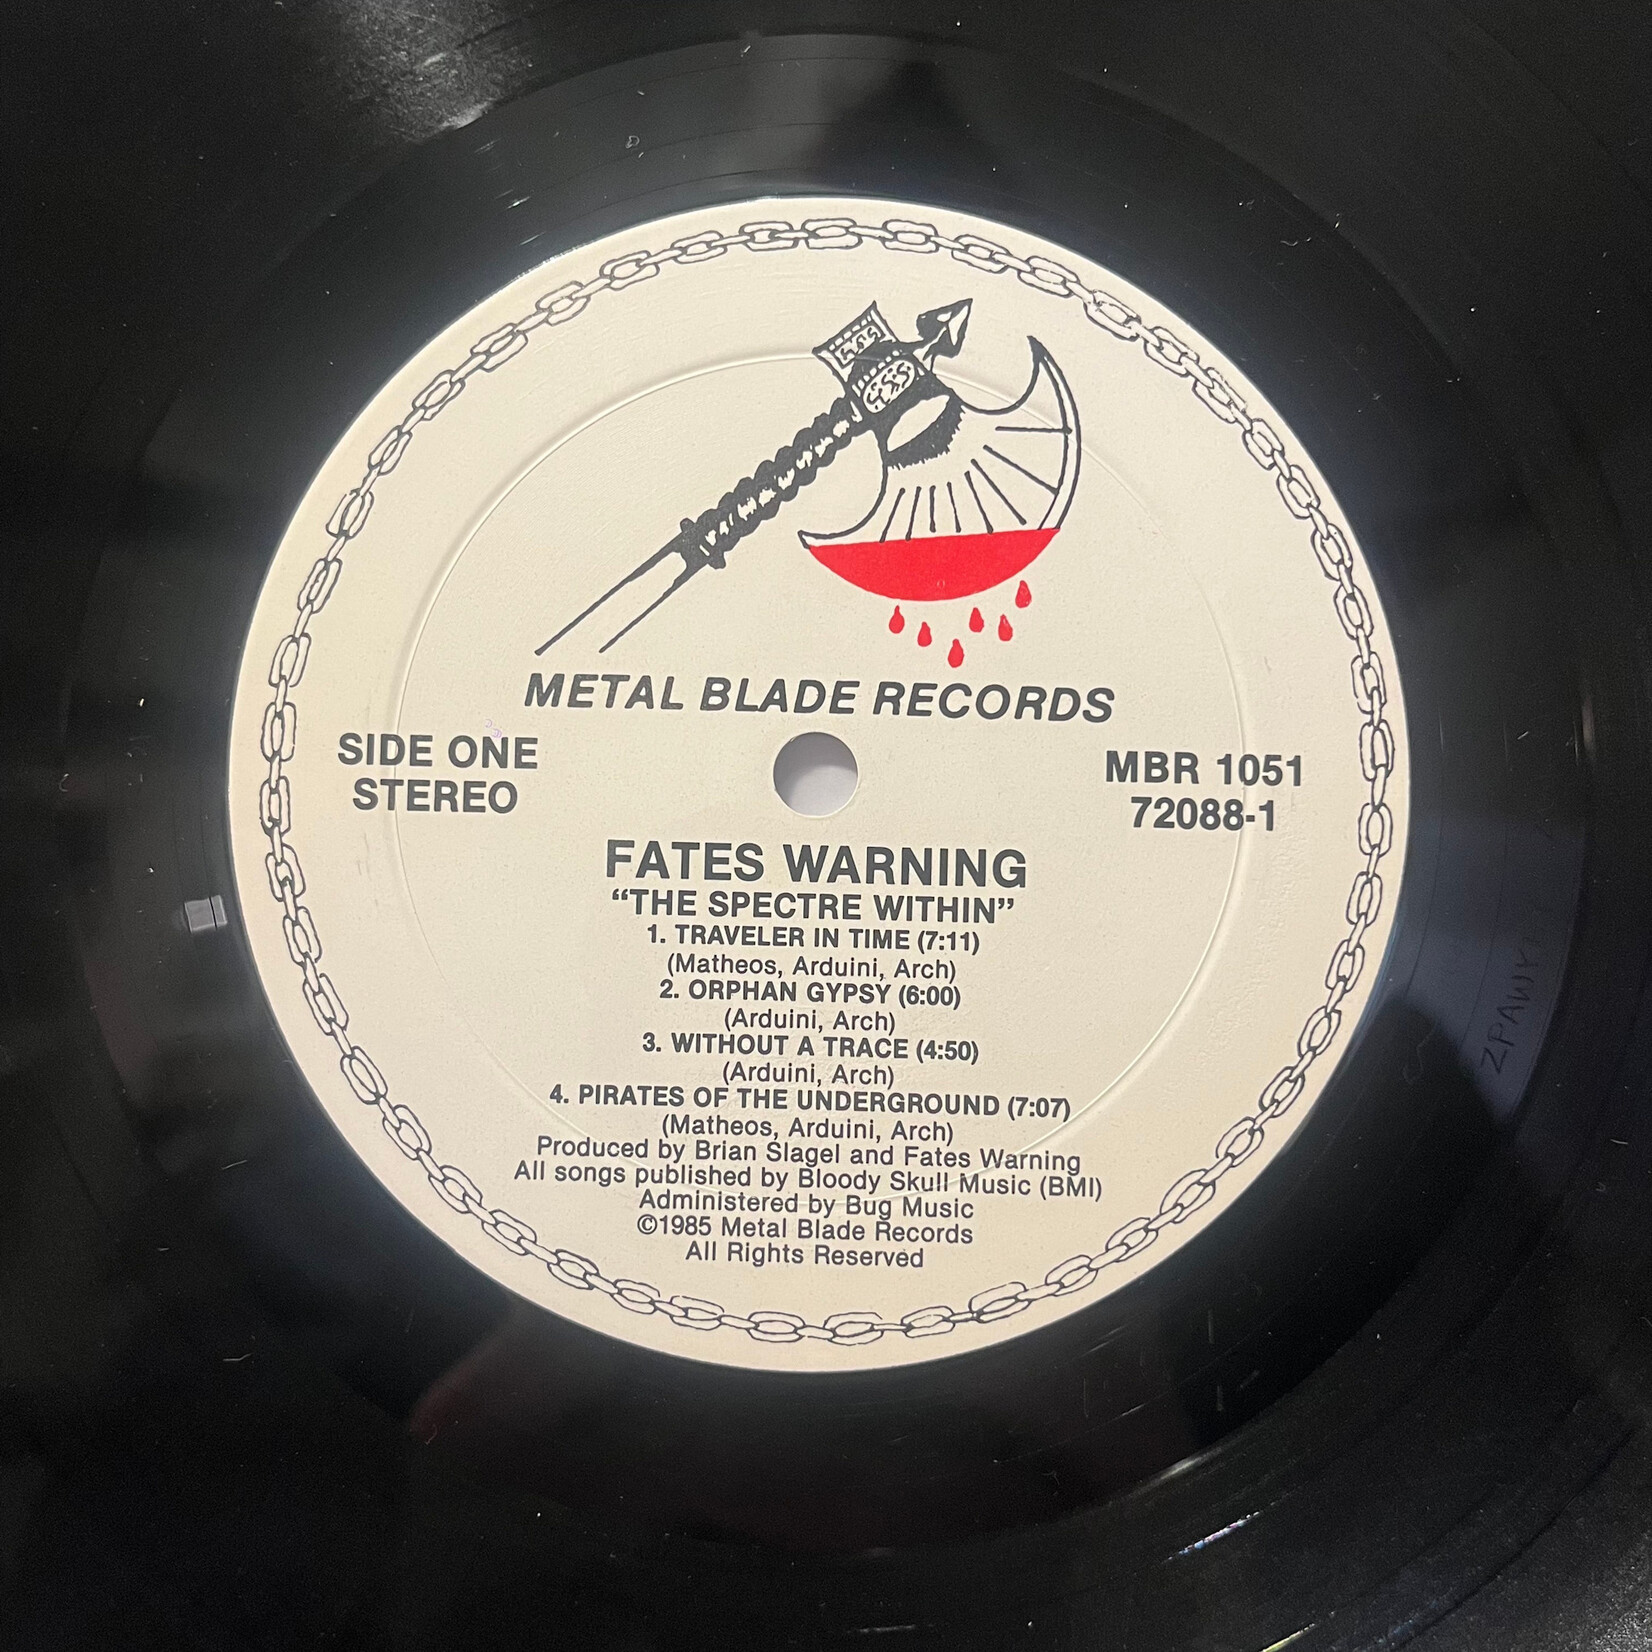 METAL BLADE RECORDS
SIDE ONE
STEREO
MBR 1051
72088-1
FATES WARNING
“THE SPECTRE WITHIN”
1. TRAVELER IN TIME (7:11)
(Matheos, Arduini, Arch)
2. ORPHAN GYPSY (6:00)
(Arduini, Arch)
3. WITHOUT A TRACE (4:50)
(Arduini, Arch)
4. PIRATES OF THE UNDERGROUND (7:07)
(Matheos, Arduini, Arch)
Produced by Brian Slagel and Fates Warning
All songs published by Bloody Skull Music (BMI)
Administered by Bug Music
©1985 Metal Blade Records
All Rights Reserved